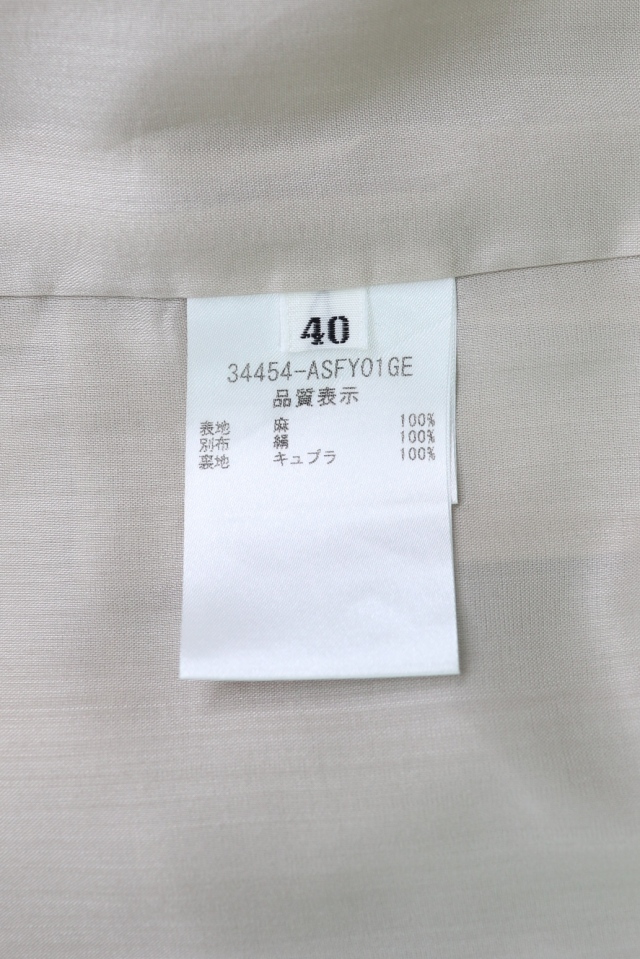 40
34454-ASFY01GE
品質表示
表地 麻 100%
別布 絹 100%
裏地 キュプラ 100%